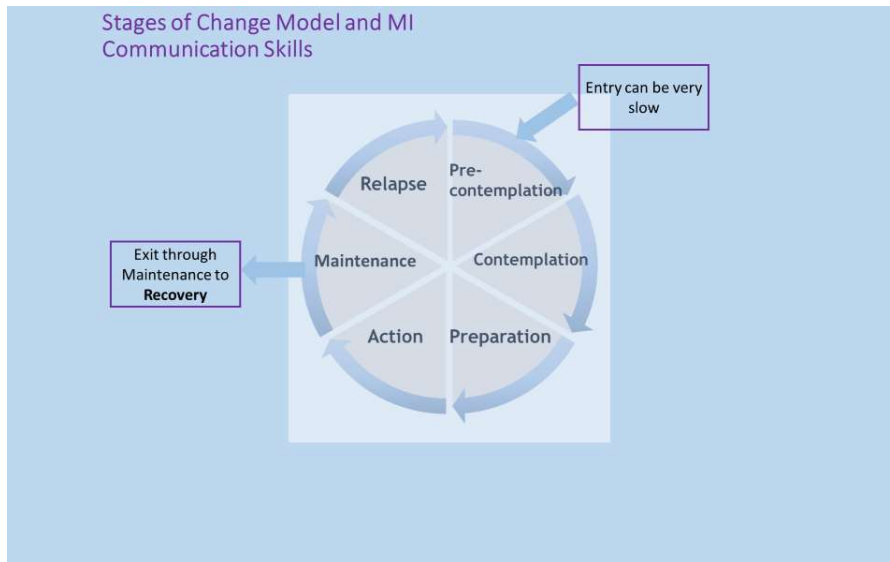 Stages of Change Model and MI
Communication Skills
Entry can be very
slow
Relapse
Pre-
contemplation
Exit through
Maintenance to
Recovery
Maintenance
Contemplation
Action
Preparation